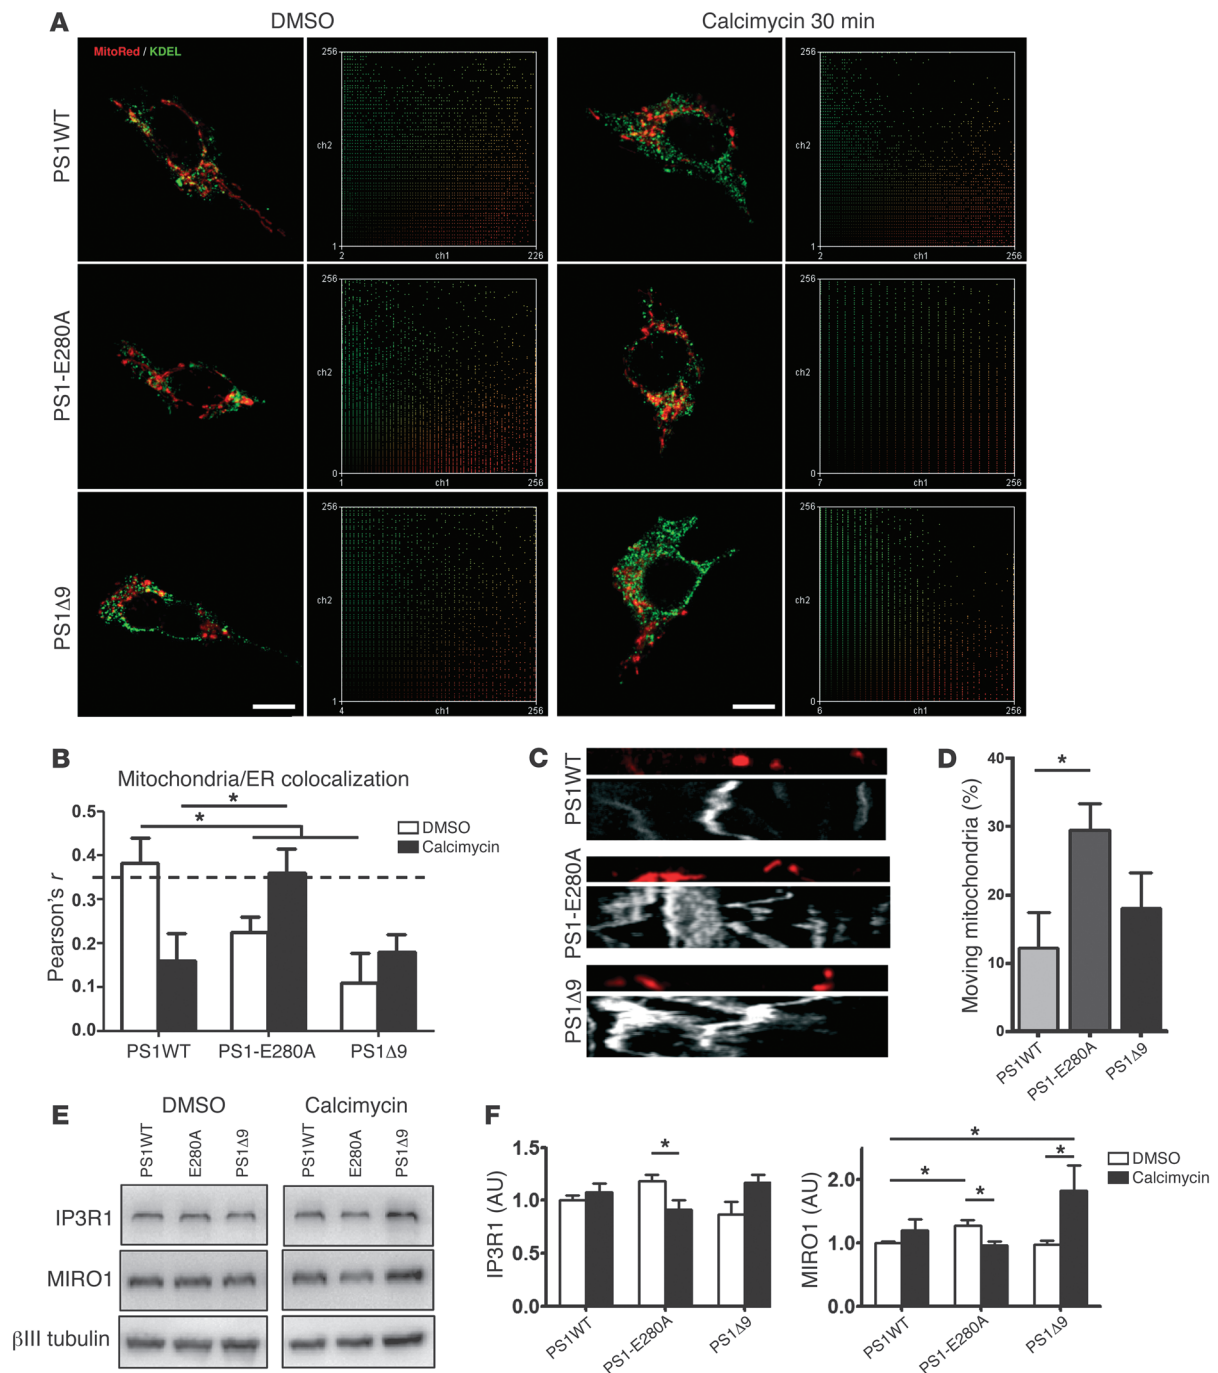 A
DMSO
Calcimycin 30 min
MitoRed / KDEL
PS1WT
256
ch2
1
2
ch1
226
256
ch2
1
2
ch1
256
PS1-E280A
256
ch2
0
1
ch1
256
256
ch2
0
7
ch1
256
PS1Δ9
256
ch2
1
4
ch1
256
256
ch2
0
6
ch1
256
B
Mitochondria/ER colocalization
Pearson's r
0.5
0.4
0.3
0.2
0.1
0.0
*
*
DMSO
Calcimycin
PS1WT
PS1-E280A
PS1Δ9
C
PS1WT
PS1-E280A
PS1Δ9
D
Moving mitochondria (%)
40
30
20
10
0
*
PS1WT
PS1-E280A
PS1Δ9
E
DMSO
Calcimycin
PS1WT
E280A
PS1Δ9
PS1WT
E280A
PS1Δ9
IP3R1
MIRO1
βIII tubulin
F
IP3R1 (AU)
1.5
1.0
0.5
0.0
*
PS1WT
PS1-E280A
PS1Δ9
MIRO1 (AU)
2.0
1.0
0.0
*
*
*
*
DMSO
Calcimycin
PS1WT
PS1-E280A
PS1Δ9